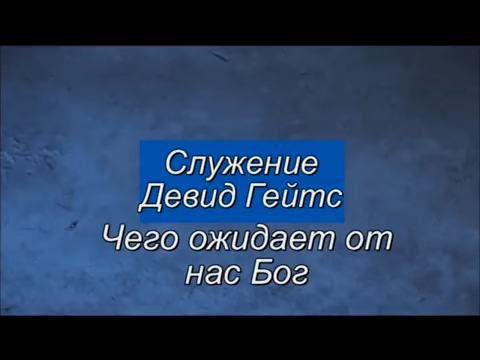 Служение
Девид Гейтс
Чего ожидает от
нас Бог